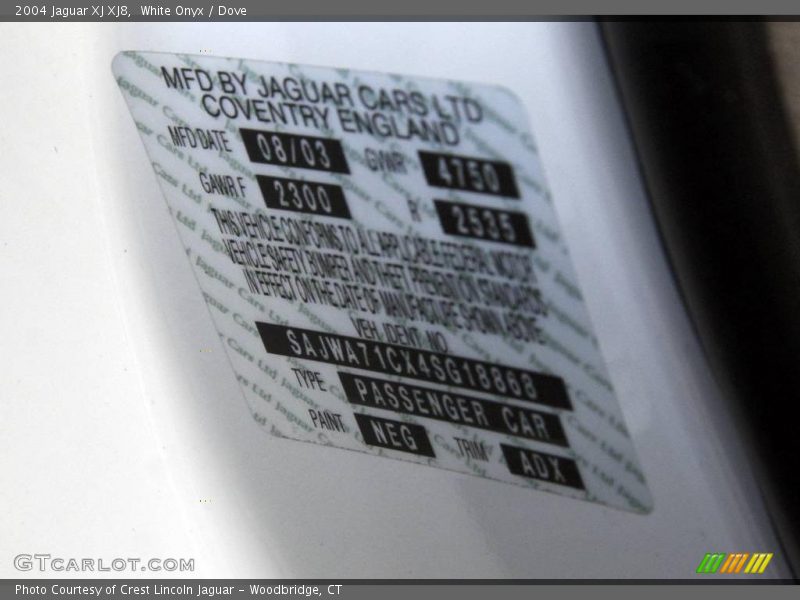 2004 Jaguar XJ XJ8, White Onyx / Dove
MFD BY JAGUAR CARS LTD
COVENTRY ENGLAND
MFD DATE 08/03 GVWR 4750
GAWR F 2300 R 2535
THIS VEHICLE CONFORMS TO ALL APPLICABLE FEDERAL MOTOR
VEHICLE SAFETY, BUMPER AND THEFT PREVENTION STANDARDS
IN EFFECT ON THE DATE OF MANUFACTURE SHOWN ABOVE.
VEH. IDENT. NO.
SAJWA71CX4SG18868
TYPE PASSENGER CAR
PAINT NEG TRIM ADX
GTCARLOT.COM
Photo Courtesy of Crest Lincoln Jaguar - Woodbridge, CT